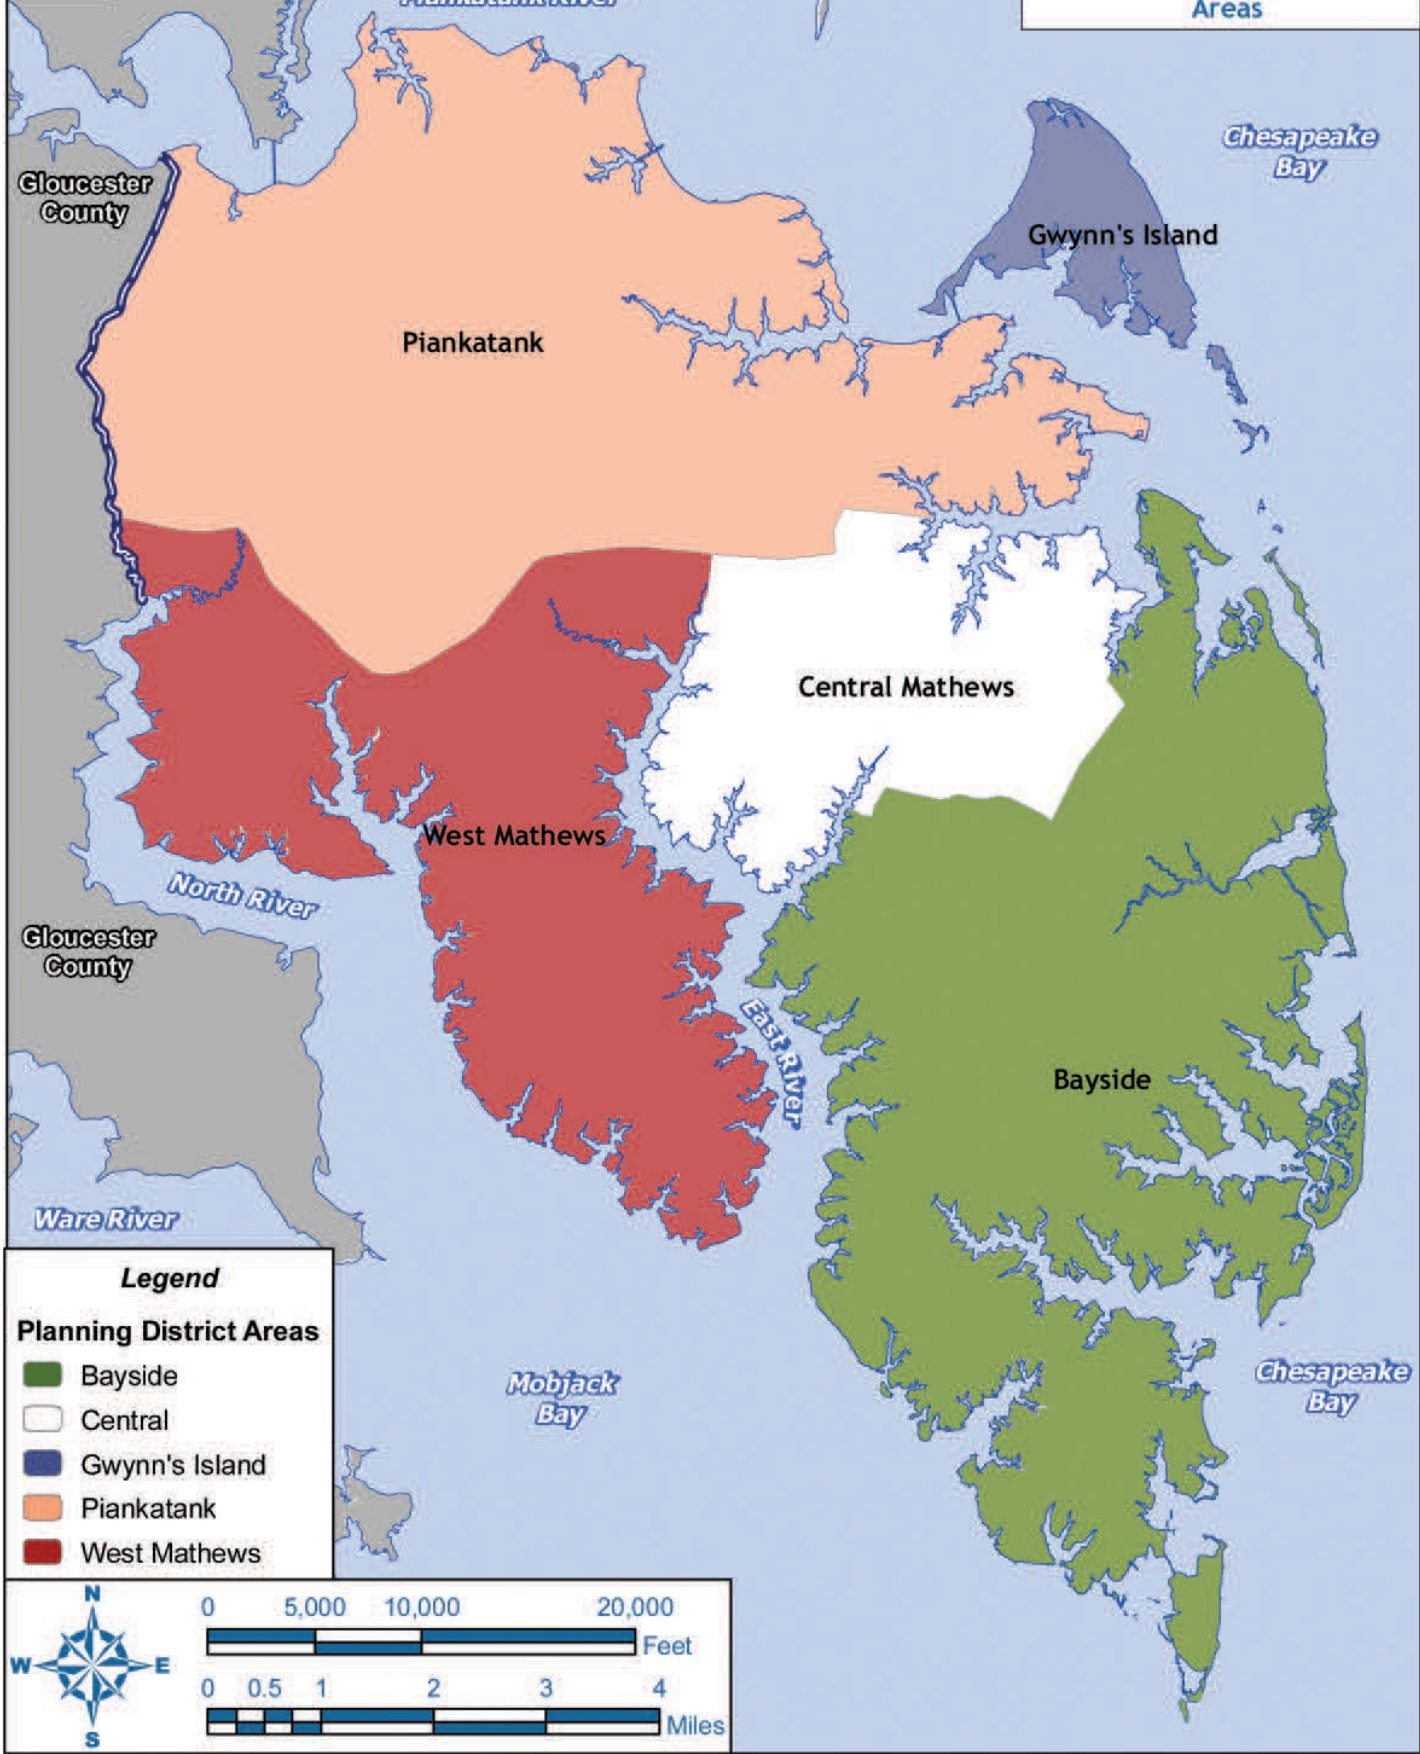 Piankatank River
Areas
Chesapeake
Bay
Gloucester
County
Gwynn's Island
Piankatank
Central Mathews
West Mathews
North River
Gloucester
County
East River
Bayside
Ware River
Legend
Planning District Areas
Bayside
Central
Gwynn's Island
Piankatank
West Mathews
Mobjack
Bay
Chesapeake
Bay
N
W E
S
0 5,000 10,000 20,000
Feet
0 0.5 1 2 3 4
Miles